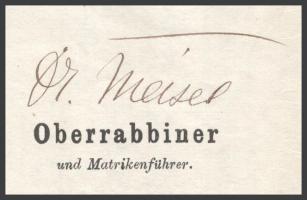 Dr. Meisel
Oberrabbiner
und Matrikenführer.